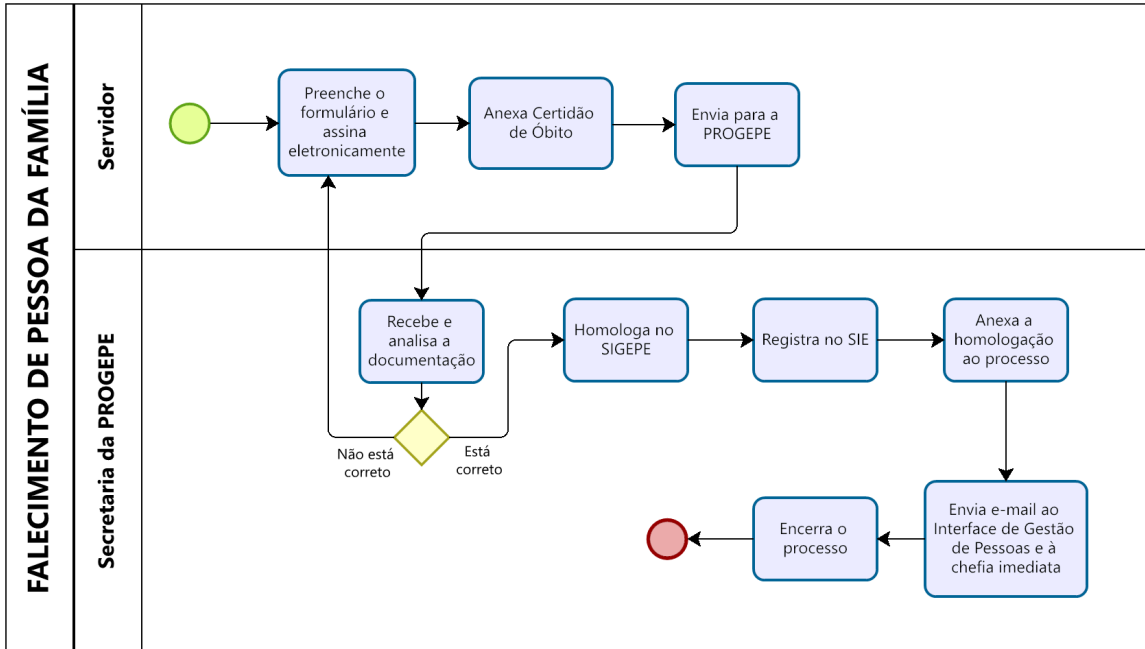 FALECIMENTO DE PESSOA DA FAMÍLIA
Servidor
Preenche o
formulário e
assina
eletronicamente
Anexa Certidão
de Óbito
Envia para a
PROGEPE
Secretaria da PROGEPE
Recebe e
analisa a
documentação
Não está
correto
Está
correto
Homologa no
SIGEPE
Registra no SIE
Anexa a
homologação
ao processo
Envia e-mail ao
Interface de Gestão
de Pessoas e à
chefia imediata
Encerra o
processo